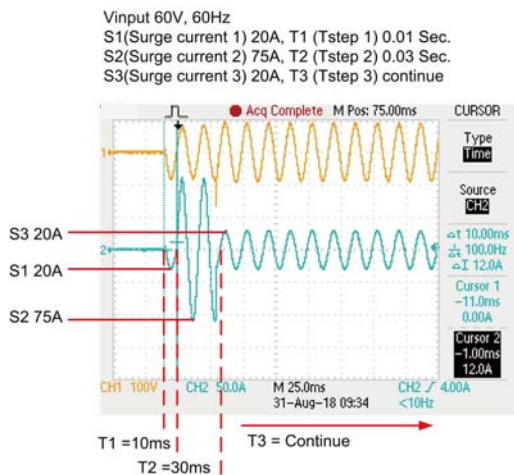 Vinput 60V, 60Hz
S1(Surge current 1) 20A, T1 (Tstep 1) 0.01 Sec.
S2(Surge current 2) 75A, T2 (Tstep 2) 0.03 Sec.
S3(Surge current 3) 20A, T3 (Tstep 3) continue
Acq Complete M Pos: 75.00ms CURSOR
Type
Time
Source
CH2
Δt 10.00ms
1/Δt 100.0Hz
ΔI 12.0A
Cursor 1
-11.0ms
0.00A
Cursor 2
-1.00ms
12.0A
1
2
S3 20A
S1 20A
S2 75A
CH1 100V CH2 50.0A M 25.0ms CH2 / 4.00A
31-Aug-18 09:34 <10Hz
T1 =10ms
T2 =30ms
T3 = Continue